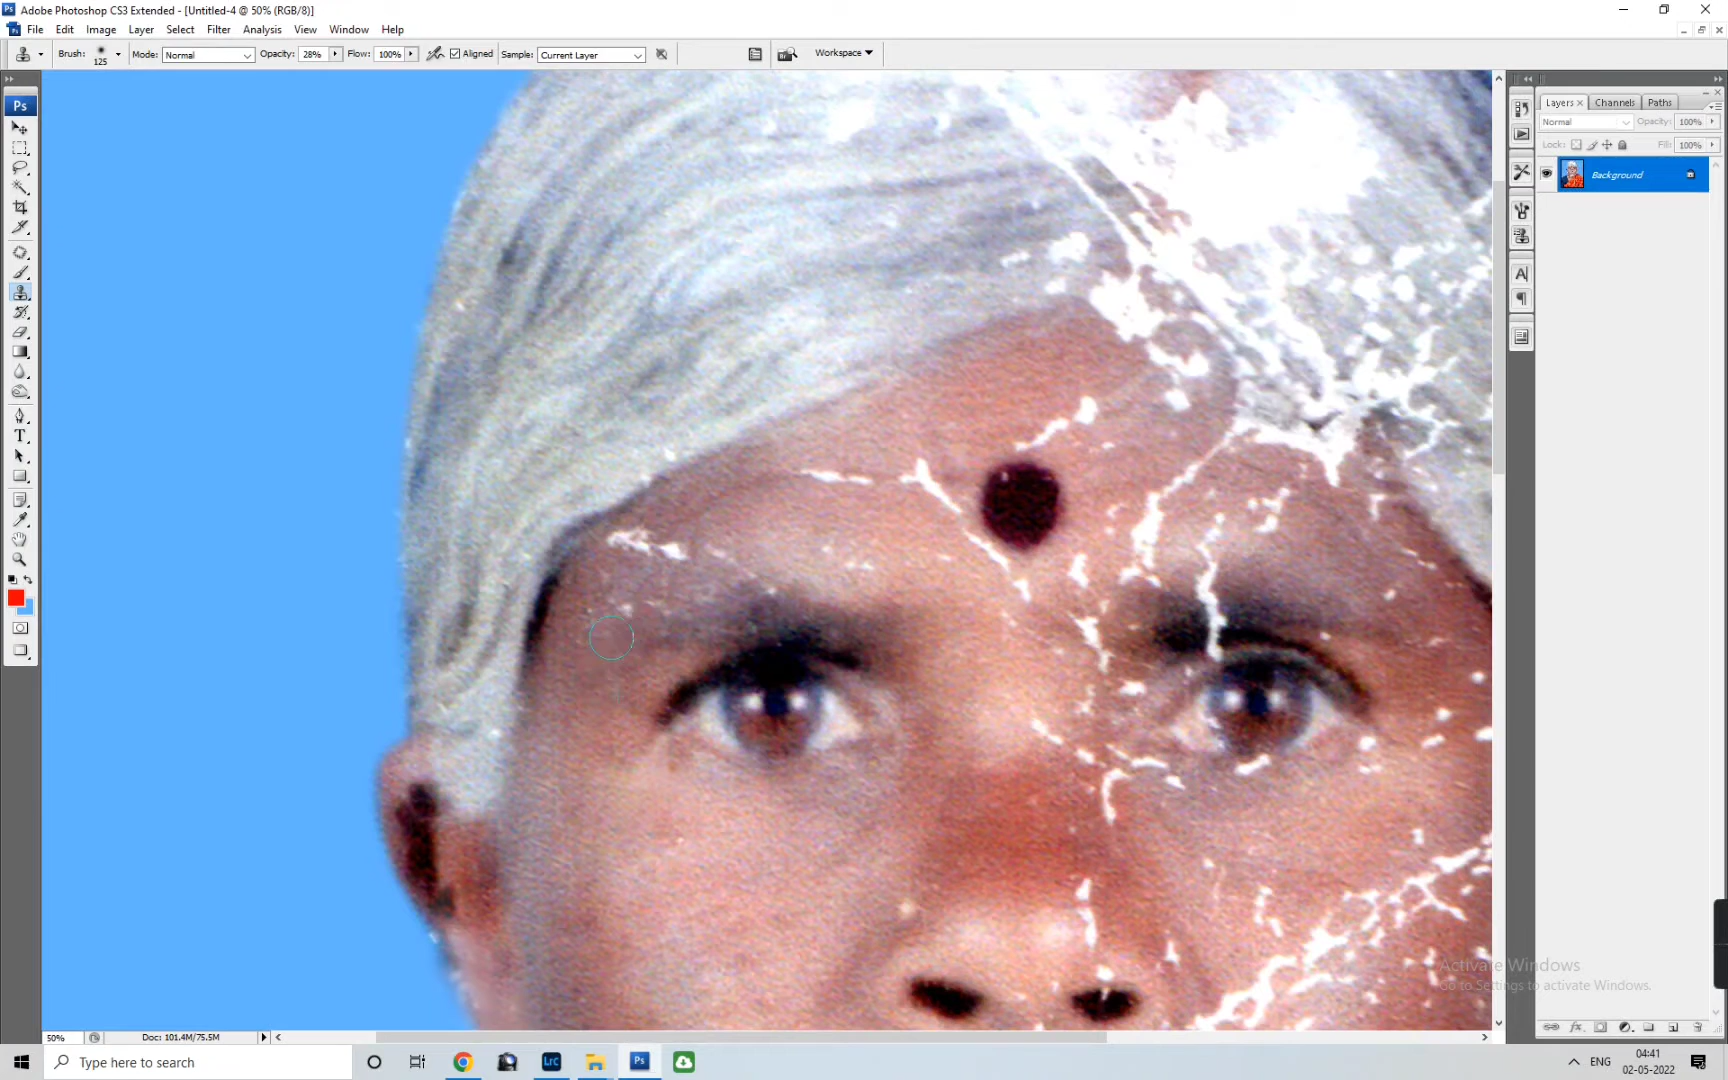 Adobe Photoshop CS3 Extended - [Untitled-4 @ 50% (RGB/8)]
File Edit Image Layer Select Filter Analysis View Window Help
Brush: 125 Mode: Normal Opacity: 28% Flow: 100% Aligned Sample: Current Layer Workspace
Ps
Layers Channels Paths
Normal Opacity: 100%
Lock: Fill: 100%
Background
T
A
Activate Windows
Go to Settings to activate Windows.
50% Doc: 101.4M/75.5M
Type here to search
LrC
Ps
ENG
04:41
02-05-2022